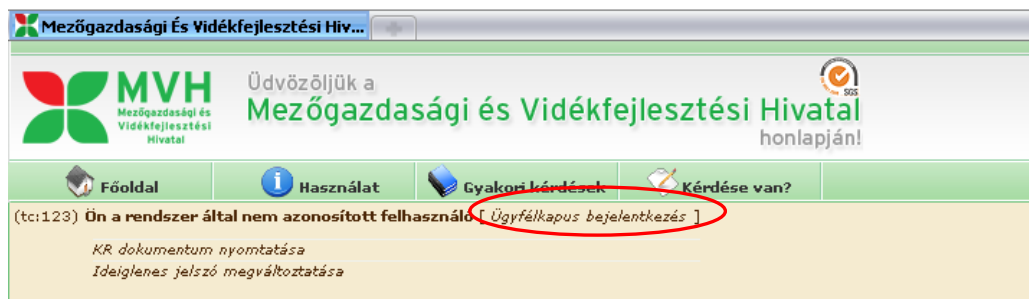 Mezőgazdasági És Vidékfejlesztési Hiv...
MVH
Mezőgazdasági és
Vidékfejlesztési
Hivatal
Üdvözöljük a
Mezőgazdasági és Vidékfejlesztési Hivatal
honlapján!
SGS
Főoldal Használat Gyakori kérdések Kérdése van?
(tc:123) Ön a rendszer által nem azonosított felhasználó [ Ügyfélkapus bejelentkezés ]
KR dokumentum nyomtatása
Ideiglenes jelszó megváltoztatása